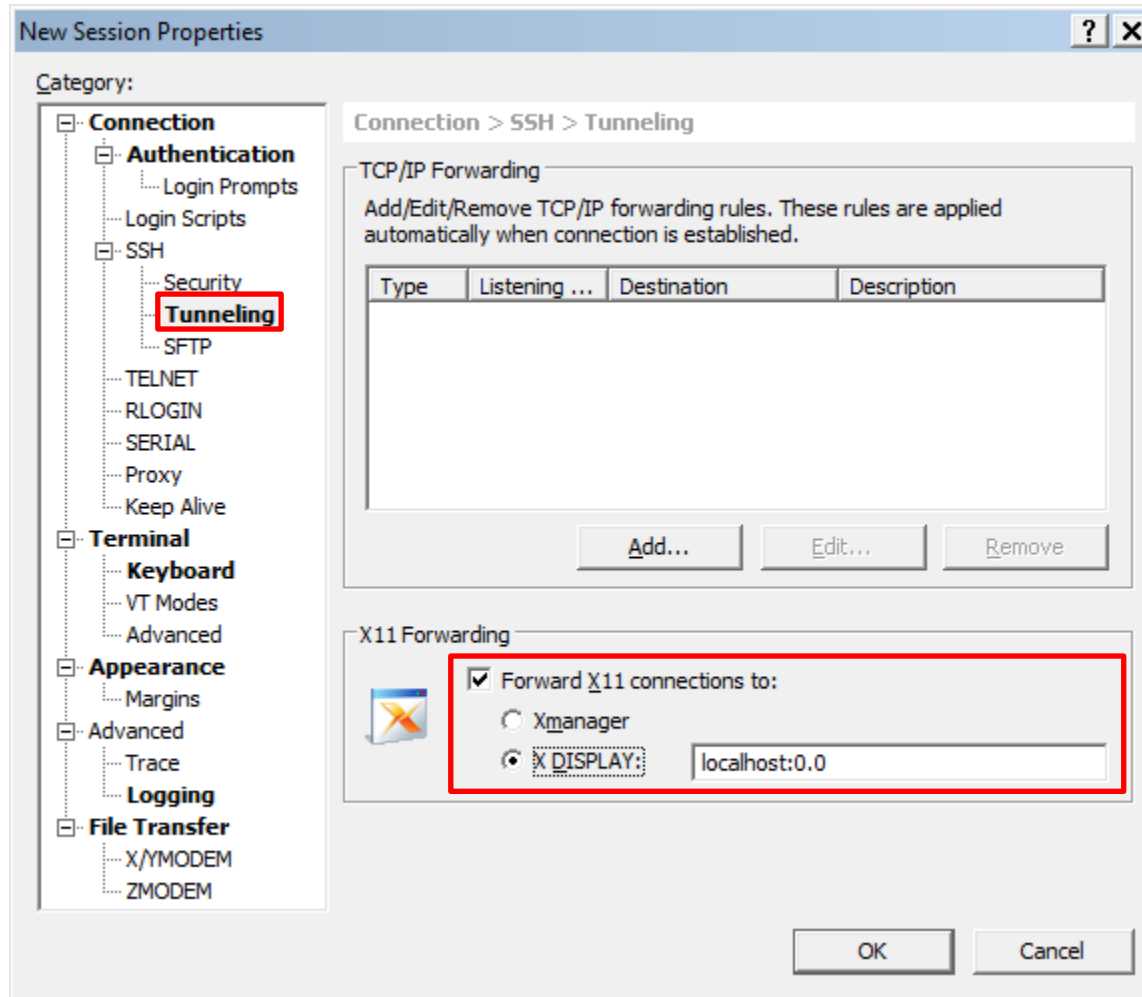 New Session Properties
Category:
Connection
Authentication
Login Prompts
Login Scripts
SSH
Security
Tunneling
SFTP
TELNET
RLOGIN
SERIAL
Proxy
Keep Alive
Terminal
Keyboard
VT Modes
Advanced
Appearance
Margins
Advanced
Trace
Logging
File Transfer
X/YMODEM
ZMODEM
Connection > SSH > Tunneling
TCP/IP Forwarding
Add/Edit/Remove TCP/IP forwarding rules. These rules are applied
automatically when connection is established.
Type Listening ... Destination Description
Add... Edit... Remove
X11 Forwarding
Forward X11 connections to:
Xmanager
X DISPLAY: localhost:0.0
OK Cancel